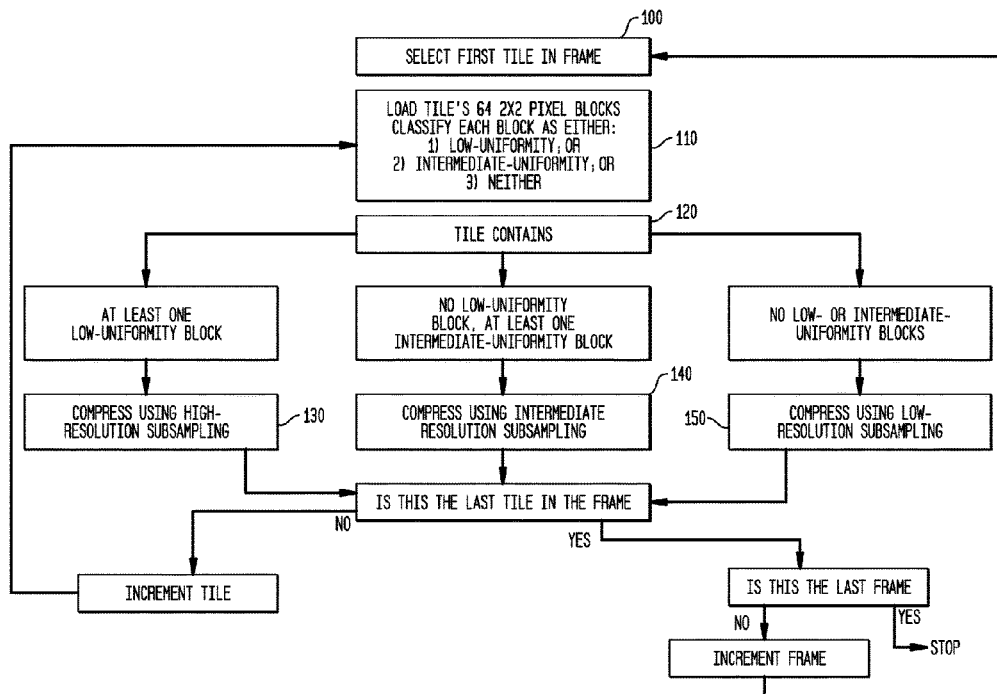 100
SELECT FIRST TILE IN FRAME
LOAD TILE'S 64 2X2 PIXEL BLOCKS
CLASSIFY EACH BLOCK AS EITHER:
1) LOW-UNIFORMITY; OR
2) INTERMEDIATE-UNIFORMITY; OR
3) NEITHER
110
120
TILE CONTAINS
AT LEAST ONE
LOW-UNIFORMITY BLOCK
NO LOW-UNIFORMITY
BLOCK, AT LEAST ONE
INTERMEDIATE-UNIFORMITY BLOCK
NO LOW- OR INTERMEDIATE-
UNIFORMITY BLOCKS
COMPRESS USING HIGH-
RESOLUTION SUBSAMPLING
130
140
COMPRESS USING INTERMEDIATE
RESOLUTION SUBSAMPLING
150
COMPRESS USING LOW-
RESOLUTION SUBSAMPLING
IS THIS THE LAST TILE IN THE FRAME
NO
YES
INCREMENT TILE
IS THIS THE LAST FRAME
NO
YES
STOP
INCREMENT FRAME